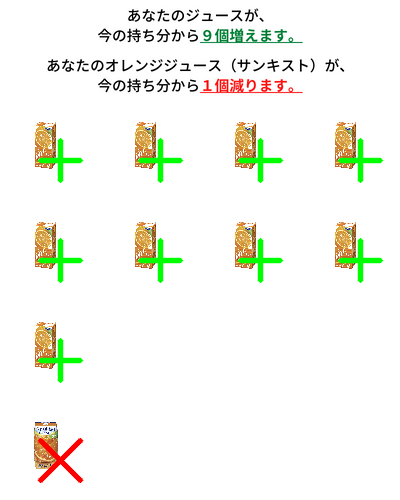 あなたのジュースが、
今の持ち分から９個増えます。
あなたのオレンジジュース（サンキスト）が、
今の持ち分から１個減ります。